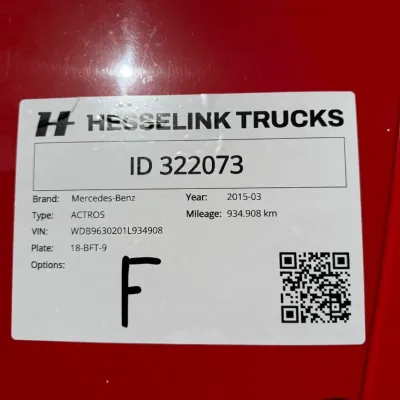 HESSELINK TRUCKS
ID 322073
Brand: Mercedes-Benz Year: 2015-03
Type: ACTROS Mileage: 934.908 km
VIN: WDB9630201L934908
Plate: 18-BFT-9
Options:
F